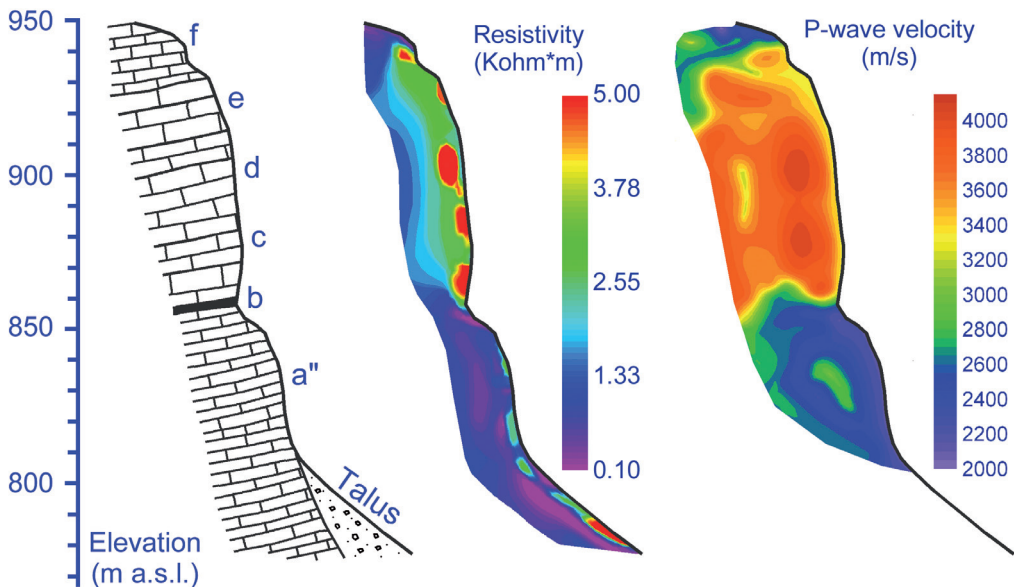 950
900
850
800
Elevation
(m a.s.l.)
f
e
d
c
b
a"
Talus
Resistivity
(Kohm*m)
5.00
3.78
2.55
1.33
0.10
P-wave velocity
(m/s)
4000
3800
3600
3400
3200
3000
2800
2600
2400
2200
2000